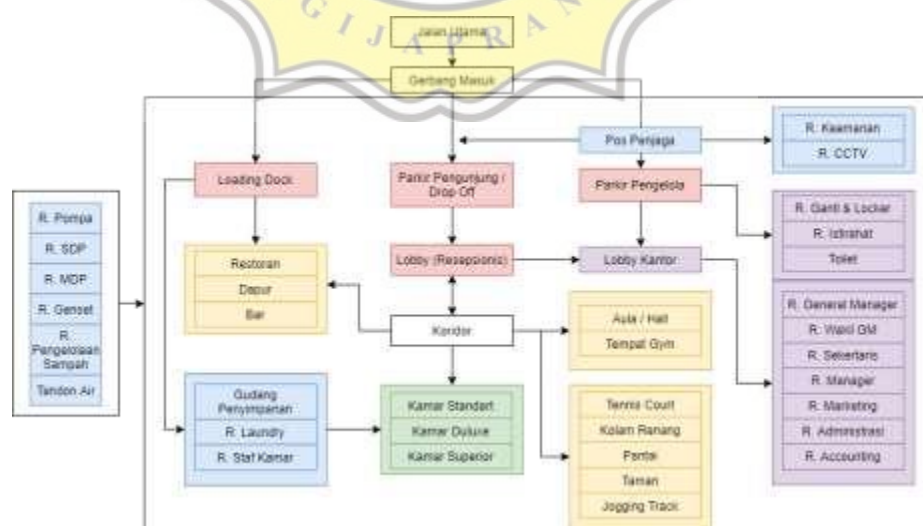 GIJAPRAN
Jalan Utama
Gerbang Masuk
Pos Penjaga
R. Keamanan
R. CCTV
Loading Dock
Parkir Pengunjung /
Drop Off
Parkir Pengelola
R. Ganti & Locker
R. Istirahat
Toilet
R. Pompa
R. SDP
R. MDP
R. Genset
R.
Pengelolaan
Sampah
Tandon Air
Restoran
Dapur
Bar
Lobby (Resepsionis)
Lobby Kantor
Koridor
Aula / Hall
Tempat Gym
R. General Manager
R. Wakil GM
R. Sekertaris
R. Manager
R. Marketing
R. Administrasi
R. Accounting
Gudang
Penyimpanan
R. Laundry
R. Staf Kamar
Kamar Standart
Kamar Duluxe
Kamar Superior
Tennis Court
Kolam Renang
Pantai
Taman
Jogging Track